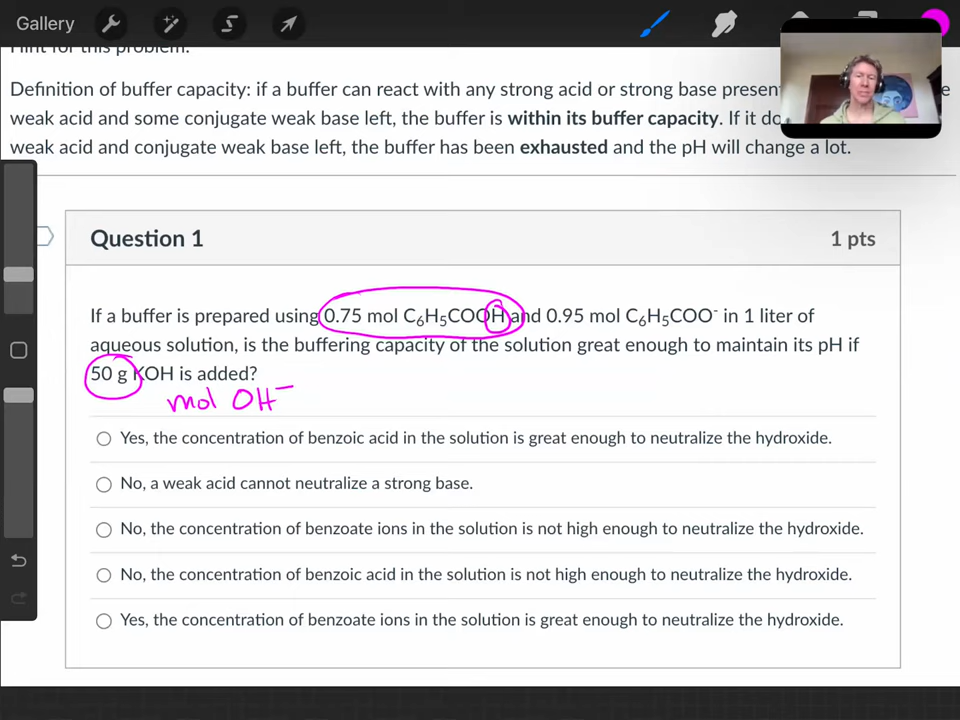 Gallery
Hint for this problem.
Definition of buffer capacity: if a buffer can react with any strong acid or strong base present
weak acid and some conjugate weak base left, the buffer is within its buffer capacity. If it do
weak acid and conjugate weak base left, the buffer has been exhausted and the pH will change a lot.
Question 1
1 pts
If a buffer is prepared using 0.75 mol C₆H₅COOH and 0.95 mol C₆H₅COO⁻ in 1 liter of
aqueous solution, is the buffering capacity of the solution great enough to maintain its pH if
50 g KOH is added?
mol OH⁻
Yes, the concentration of benzoic acid in the solution is great enough to neutralize the hydroxide.
No, a weak acid cannot neutralize a strong base.
No, the concentration of benzoate ions in the solution is not high enough to neutralize the hydroxide.
No, the concentration of benzoic acid in the solution is not high enough to neutralize the hydroxide.
Yes, the concentration of benzoate ions in the solution is great enough to neutralize the hydroxide.